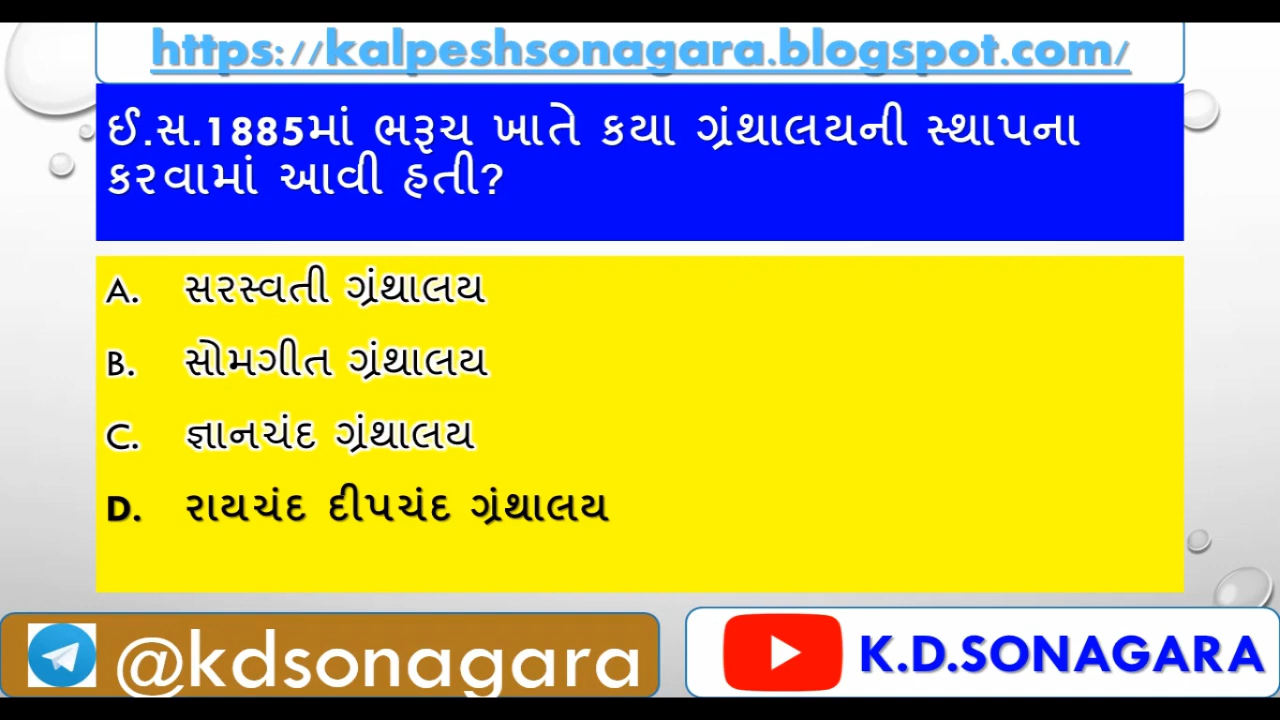 https://kalpeshsonagara.blogspot.com/
ઈ.સ.1885માં ભરૂચ ખાતે કયા ગ્રંથાલયની સ્થાપના
કરવામાં આવી હતી?
A. સરસ્વતી ગ્રંથાલય
B. સોમગીત ગ્રંથાલય
C. જ્ઞાનચંદ ગ્રંથાલય
D. રાયચંદ દીપચંદ ગ્રંથાલય
@kdsonagara
K.D.SONAGARA